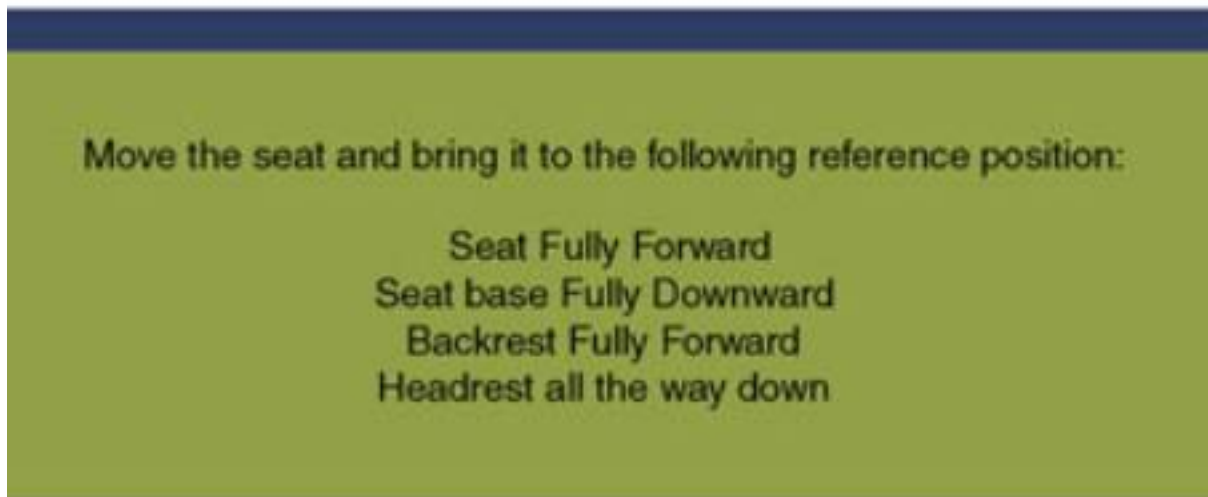 Move the seat and bring it to the following reference position:
Seat Fully Forward
Seat base Fully Downward
Backrest Fully Forward
Headrest all the way down